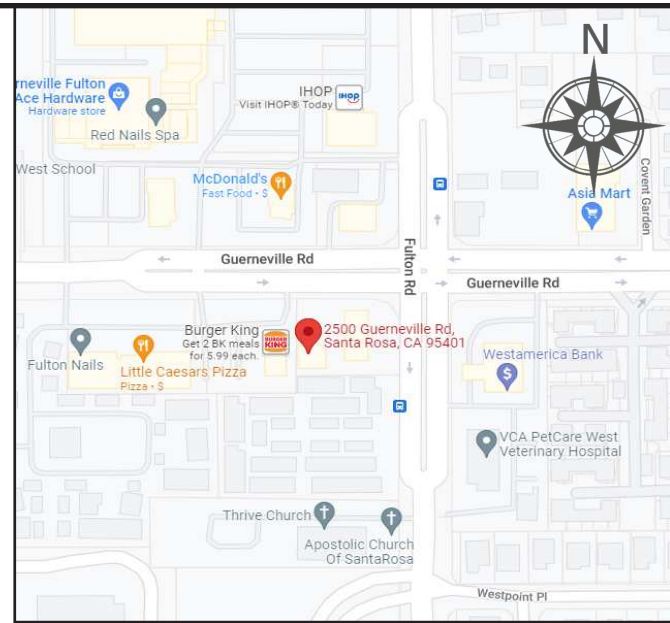 N
rneville Fulton
Ace Hardware
Hardware store
Red Nails Spa
IHOP
Visit IHOP® Today
IHOP
West School
McDonald's
Fast Food • $
Asia Mart
Covent Garden
Guerneville Rd
Fulton Rd
Guerneville Rd
Burger King
Get 2 BK meals
for 5.99 each.
BURGER
KING
2500 Guerneville Rd,
Santa Rosa, CA 95401
Fulton Nails
Little Caesars Pizza
Pizza • $
Westamerica Bank
$
VCA PetCare West
Veterinary Hospital
Thrive Church
Apostolic Church
Of SantaRosa
Westpoint Pl